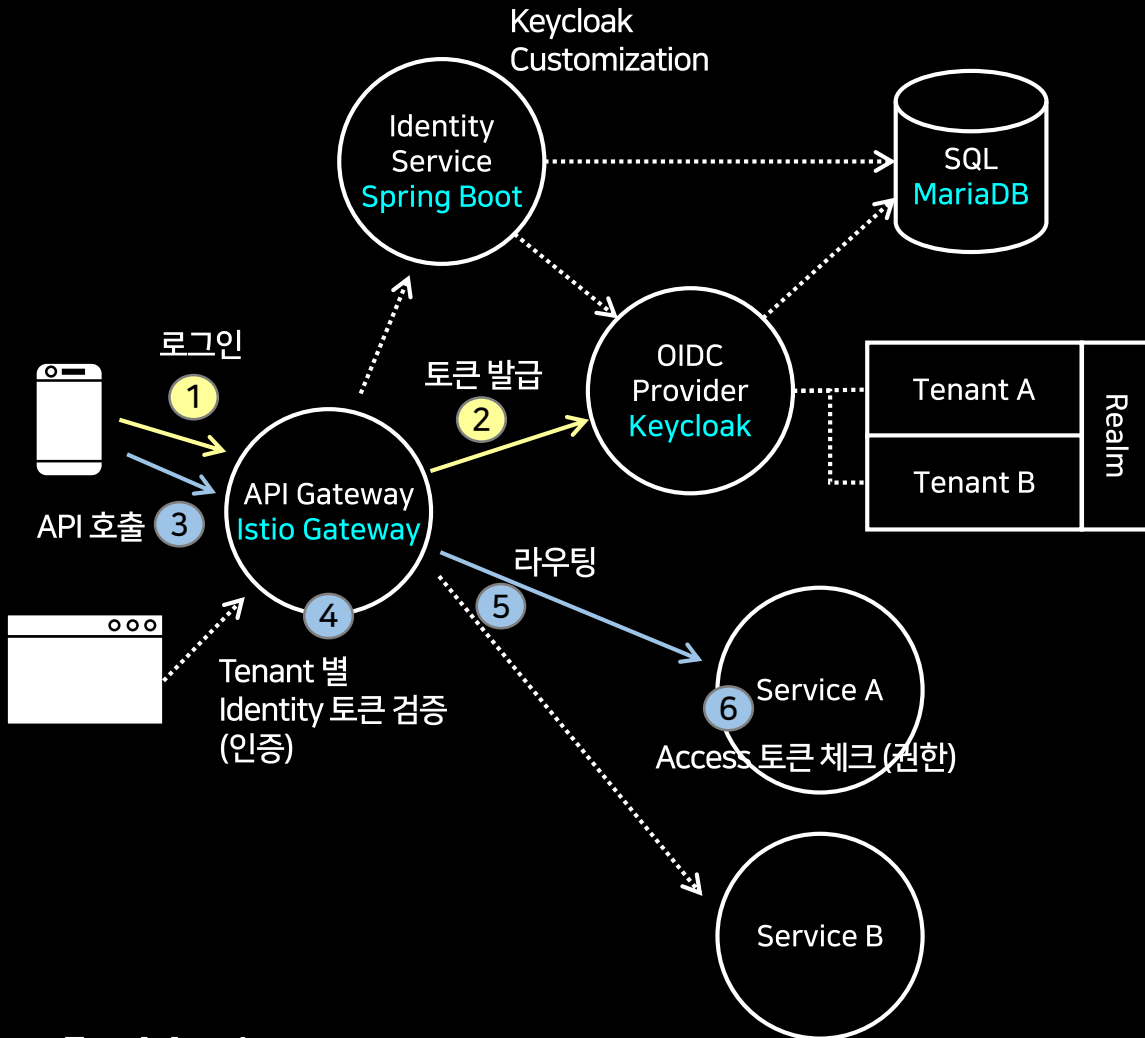 Keycloak
Customization
Identity
Service
Spring Boot
SQL
MariaDB
로그인
1
토큰 발급
2
OIDC
Provider
Keycloak
Tenant A
Tenant B
Realm
API Gateway
Istio Gateway
API 호출
3
라우팅
5
4
Tenant 별
Identity 토큰 검증
(인증)
Service A
6
Access 토큰 체크 (권한)
Service B